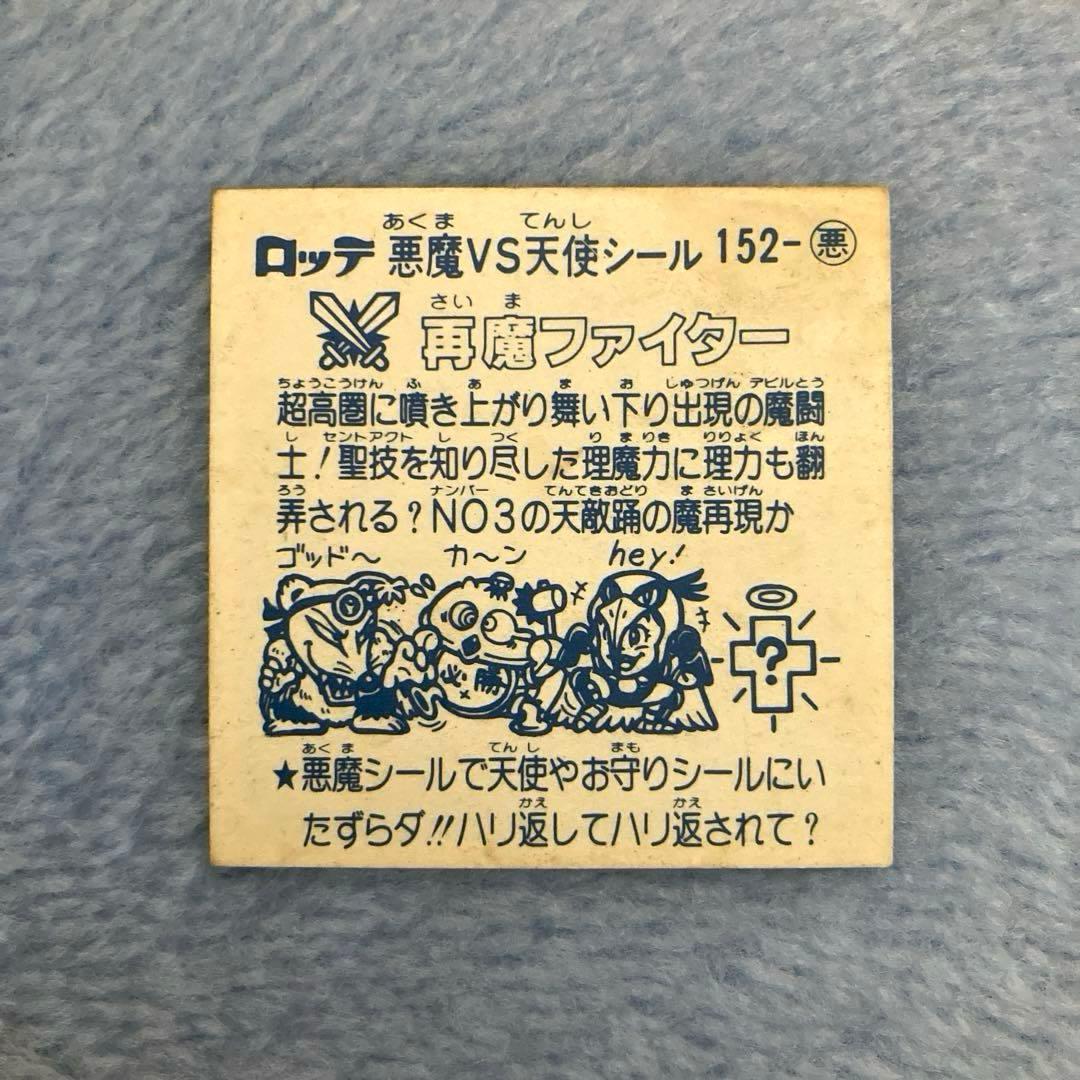 あくま てんし
ロッテ 悪魔VS天使シール 152-悪
さい ま
再魔ファイター
ちょうこうけん ふ あ ま お じゅつげん デビルとう
超高圏に噴き上がり舞い下り出現の魔闘
し セントアクト し つく りまりき りりょく ほん
士!聖技を知り尽した理魔力に理力も翻
ろう ナンバー てんてきおどり ま さいげん
弄される?NO3の天敵踊の魔再現か
ゴッド〜 カ〜ン hey!
必勝
?
あくま てんし まも
★悪魔シールで天使やお守りシールにい
かえ かえ
たずらダ!!ハリ返してハリ返されて?